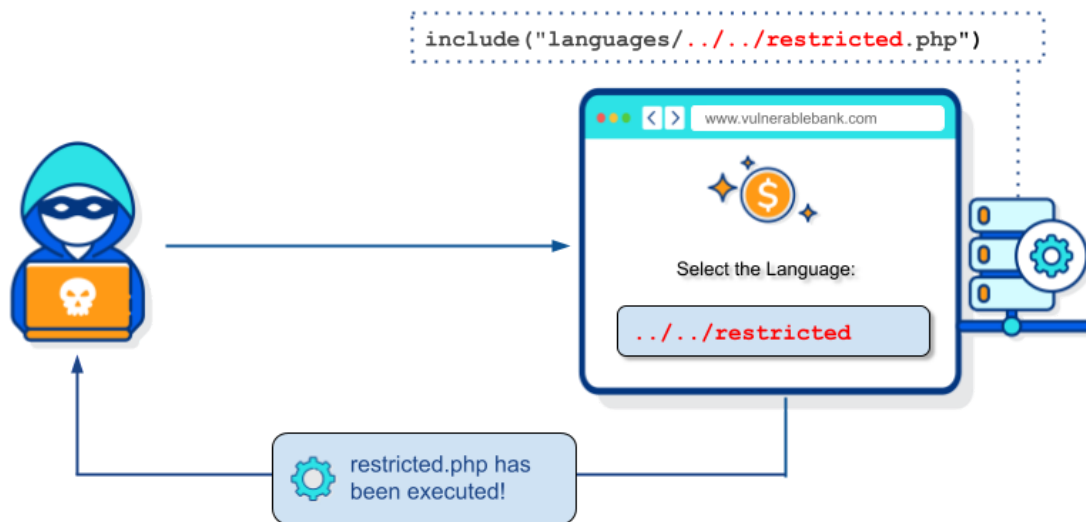 include("languages/../../restricted.php")
www.vulnerablebank.com
$
Select the Language:
../../restricted
restricted.php has
been executed!